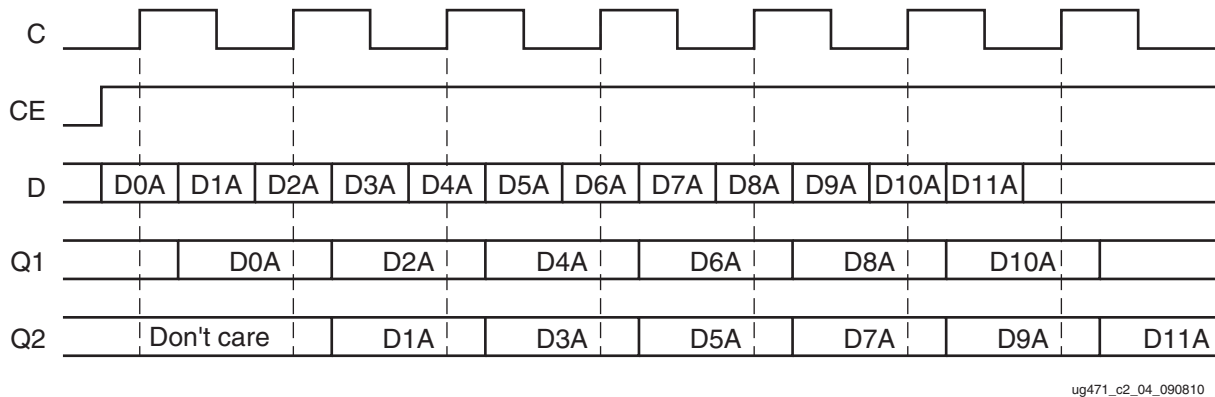 C
CE
D D0A D1A D2A D3A D4A D5A D6A D7A D8A D9A D10A D11A
Q1 D0A D2A D4A D6A D8A D10A
Q2 Don't care D1A D3A D5A D7A D9A D11A
ug471_c2_04_090810